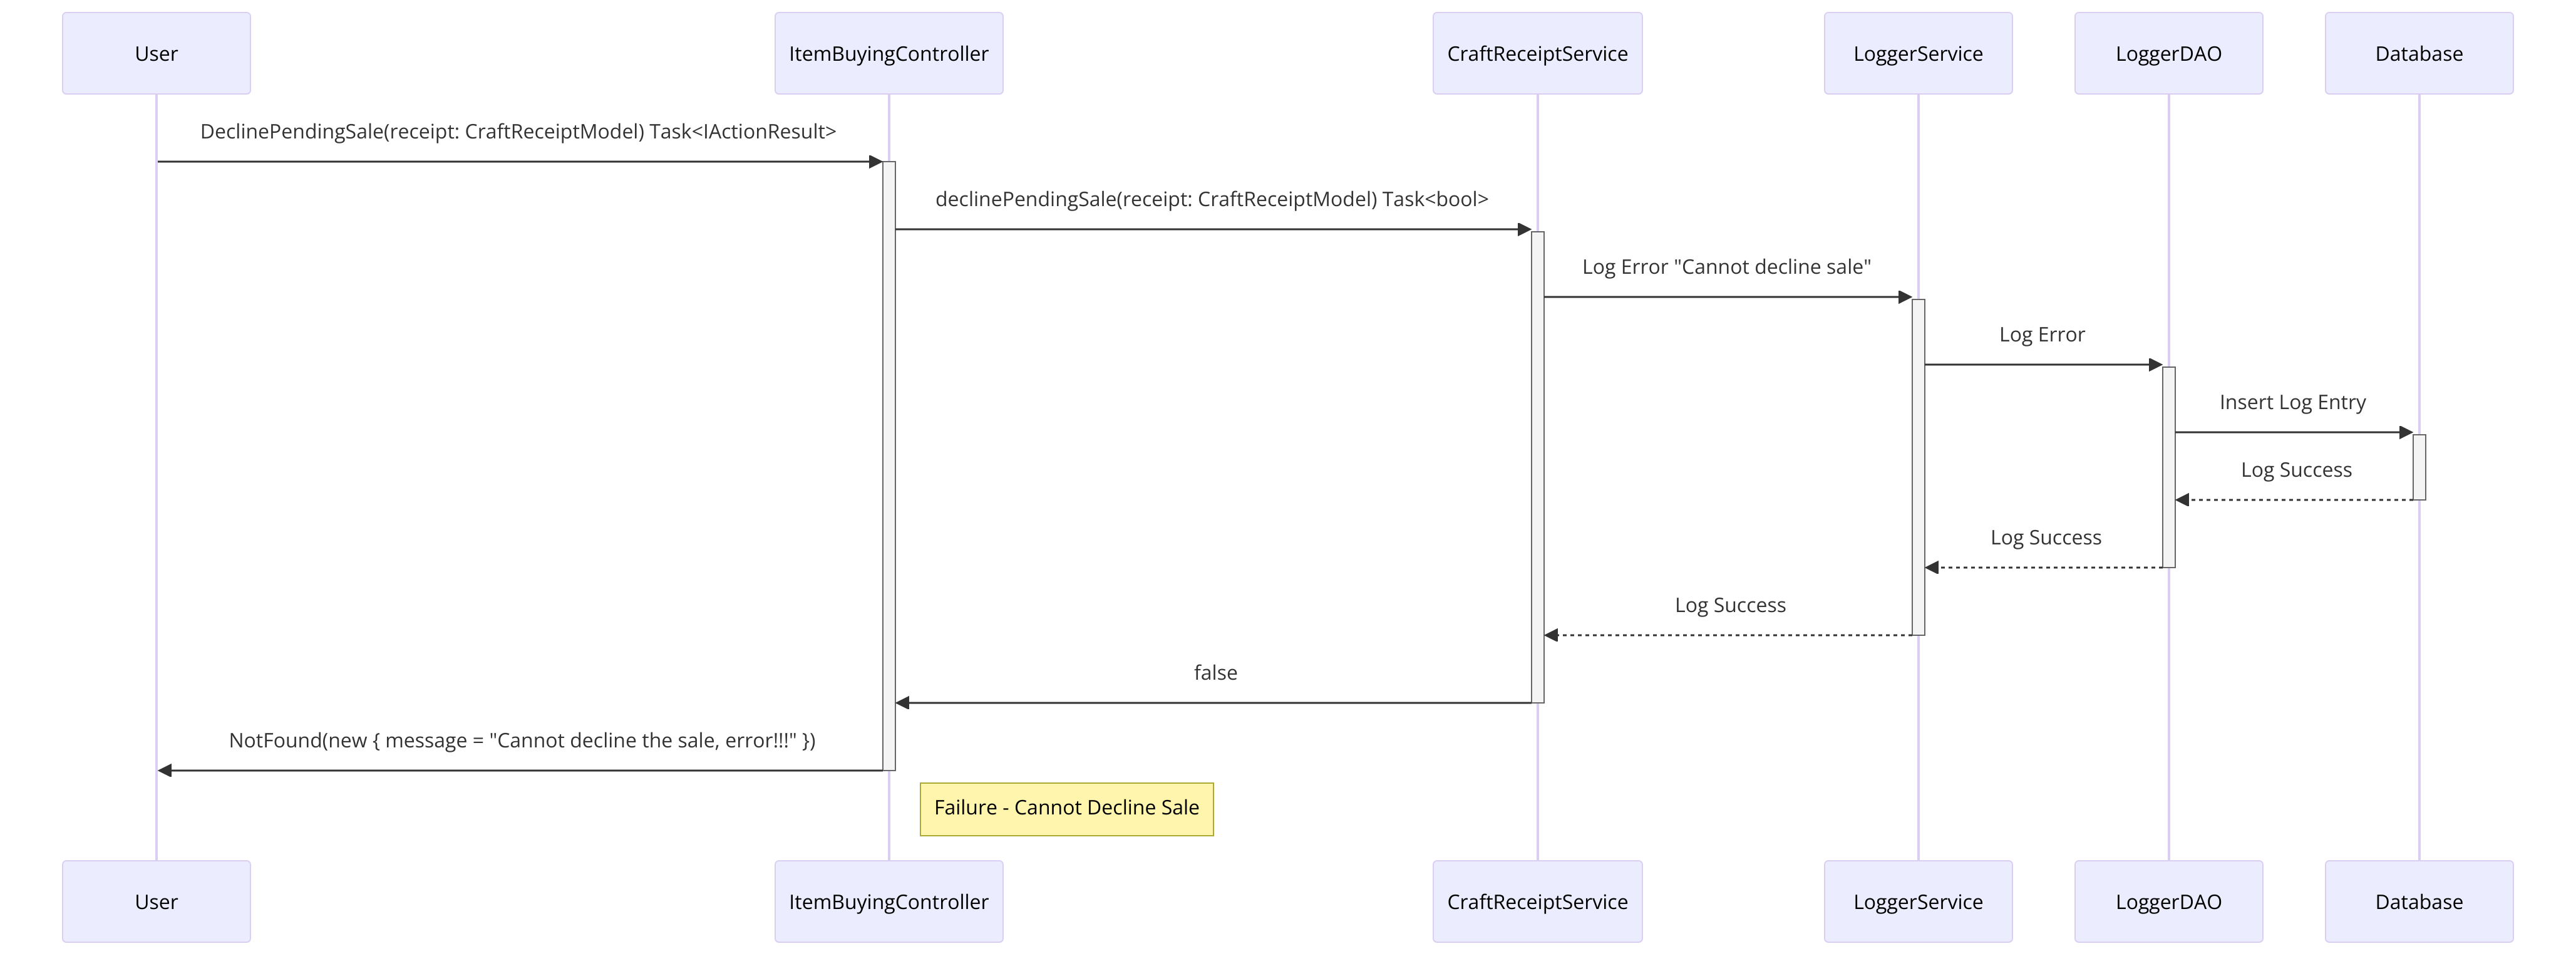 User
ItemBuyingController
CraftReceiptService
LoggerService
LoggerDAO
Database
DeclinePendingSale(receipt: CraftReceiptModel) Task<IActionResult>
declinePendingSale(receipt: CraftReceiptModel) Task<bool>
Log Error "Cannot decline sale"
Log Error
Insert Log Entry
Log Success
Log Success
Log Success
false
NotFound(new { message = "Cannot decline the sale, error!!!" })
Failure - Cannot Decline Sale
User
ItemBuyingController
CraftReceiptService
LoggerService
LoggerDAO
Database